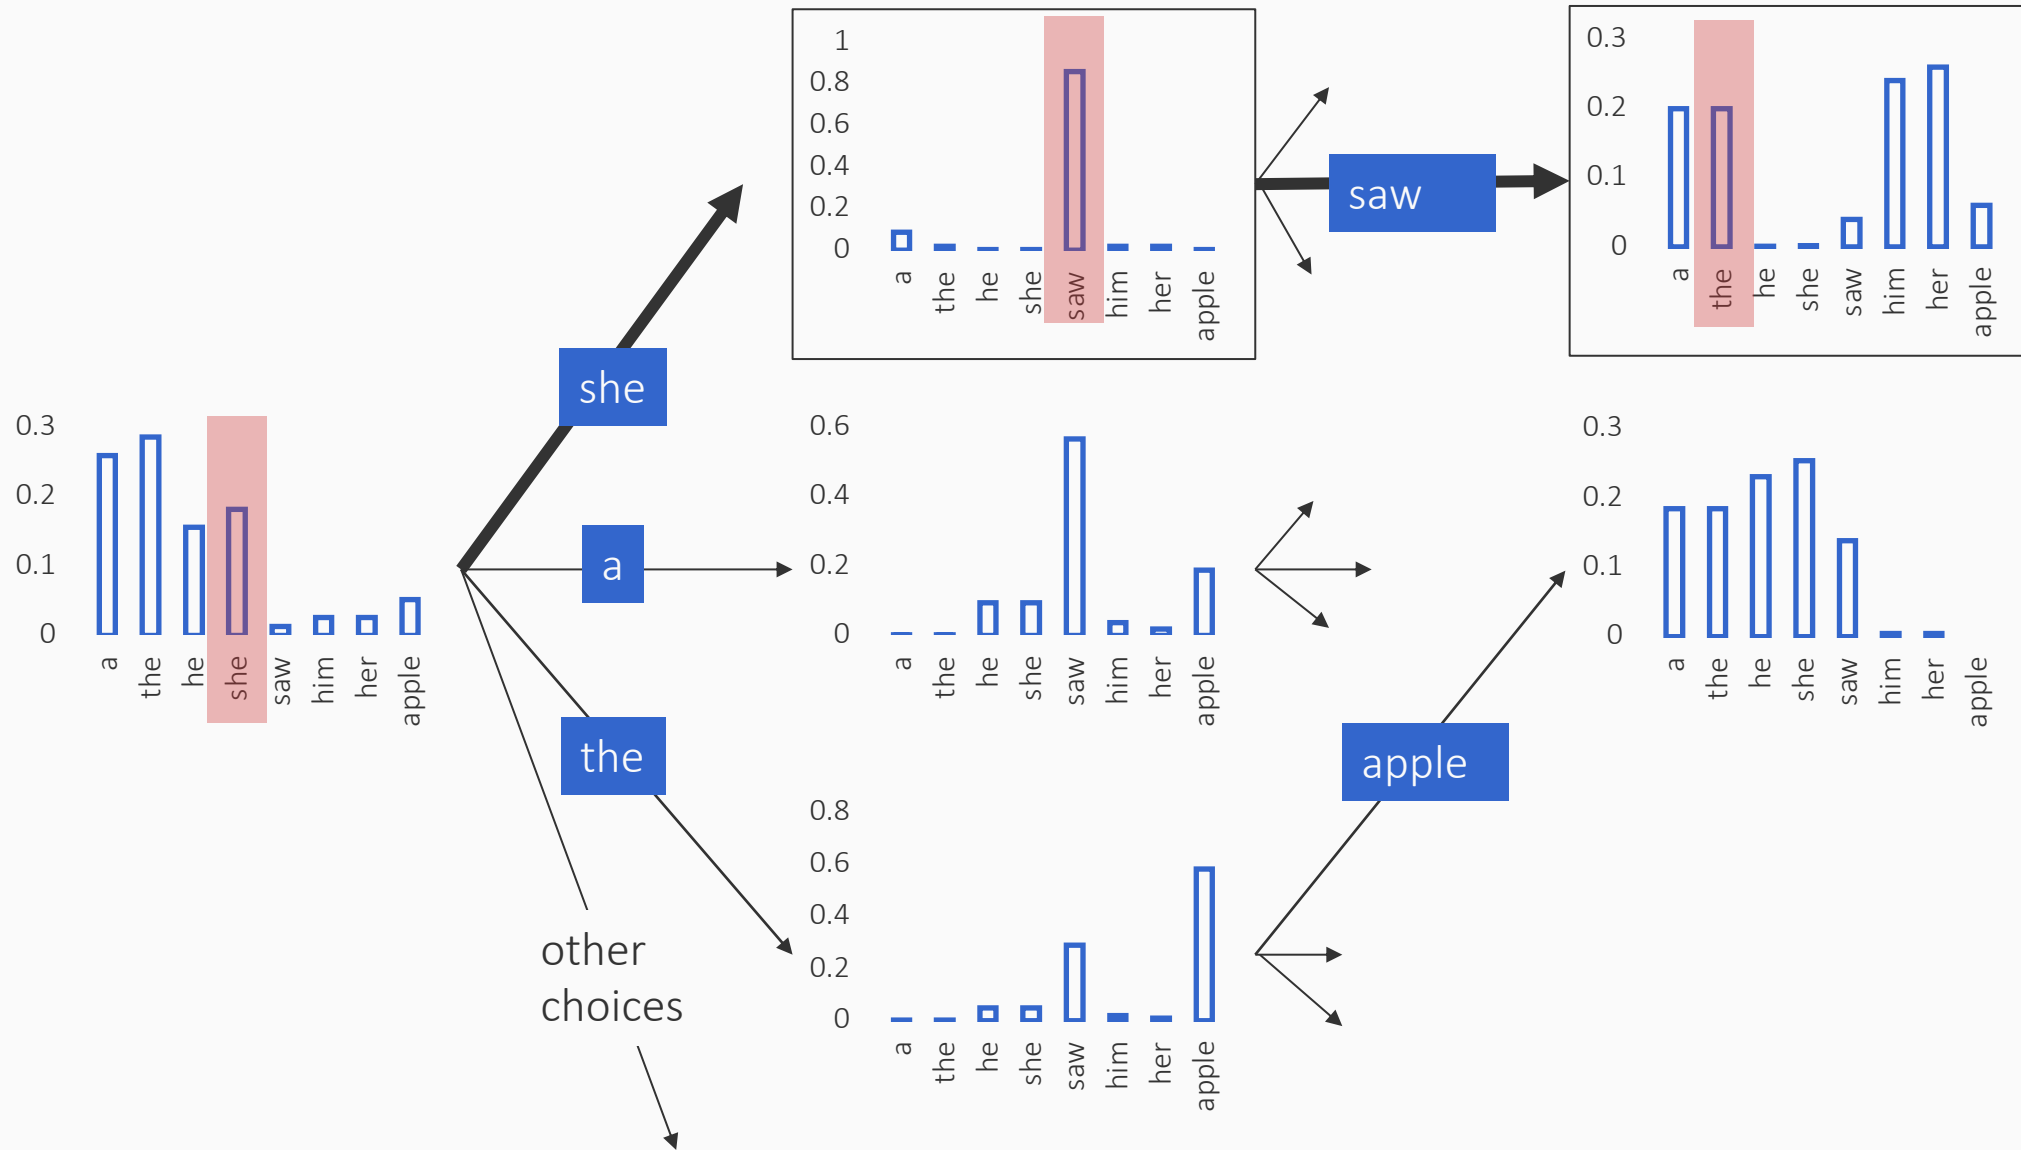 0.3
0.2
0.1
0
a
the
he
she
saw
him
her
apple
she
a
the
other
choices
1
0.8
0.6
0.4
0.2
0
a
the
he
she
saw
him
her
apple
0.6
0.4
0.2
0
a
the
he
she
saw
him
her
apple
0.8
0.6
0.4
0.2
0
a
the
he
she
saw
him
her
apple
saw
apple
0.3
0.2
0.1
0
a
the
he
she
saw
him
her
apple
0.3
0.2
0.1
0
a
the
he
she
saw
him
her
apple